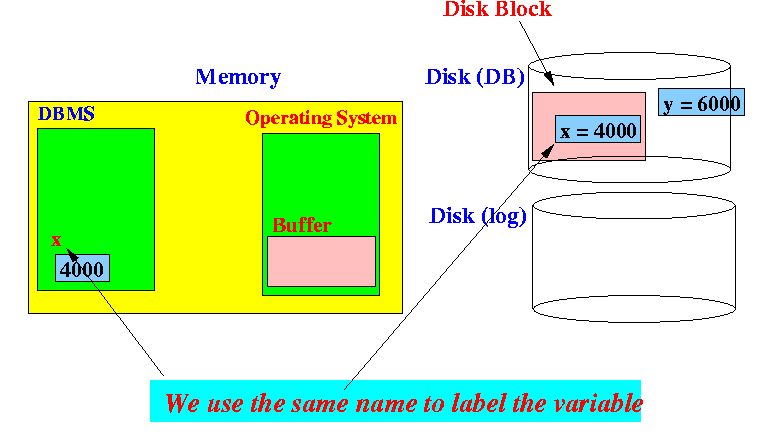 Disk Block
Memory
Disk (DB)
DBMS
Operating System
y = 6000
x = 4000
Disk (log)
Buffer
x
4000
We use the same name to label the variable